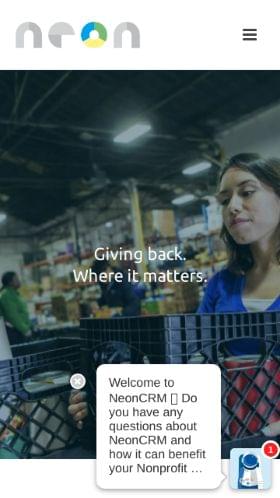 neon
Giving back.
Where it matters.
Welcome to
NeonCRM ▯ Do
you have any
questions about
NeonCRM and
how it can benefit
your Nonprofit ...
1